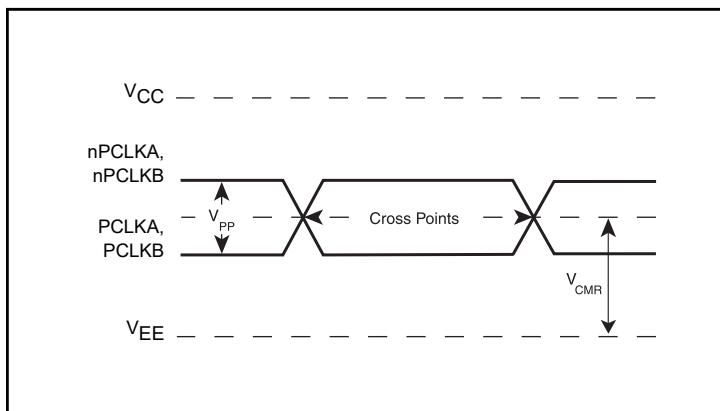 VCC
nPCLKA,
nPCLKB
VPP
Cross Points
PCLKA,
PCLKB
VCMR
VEE